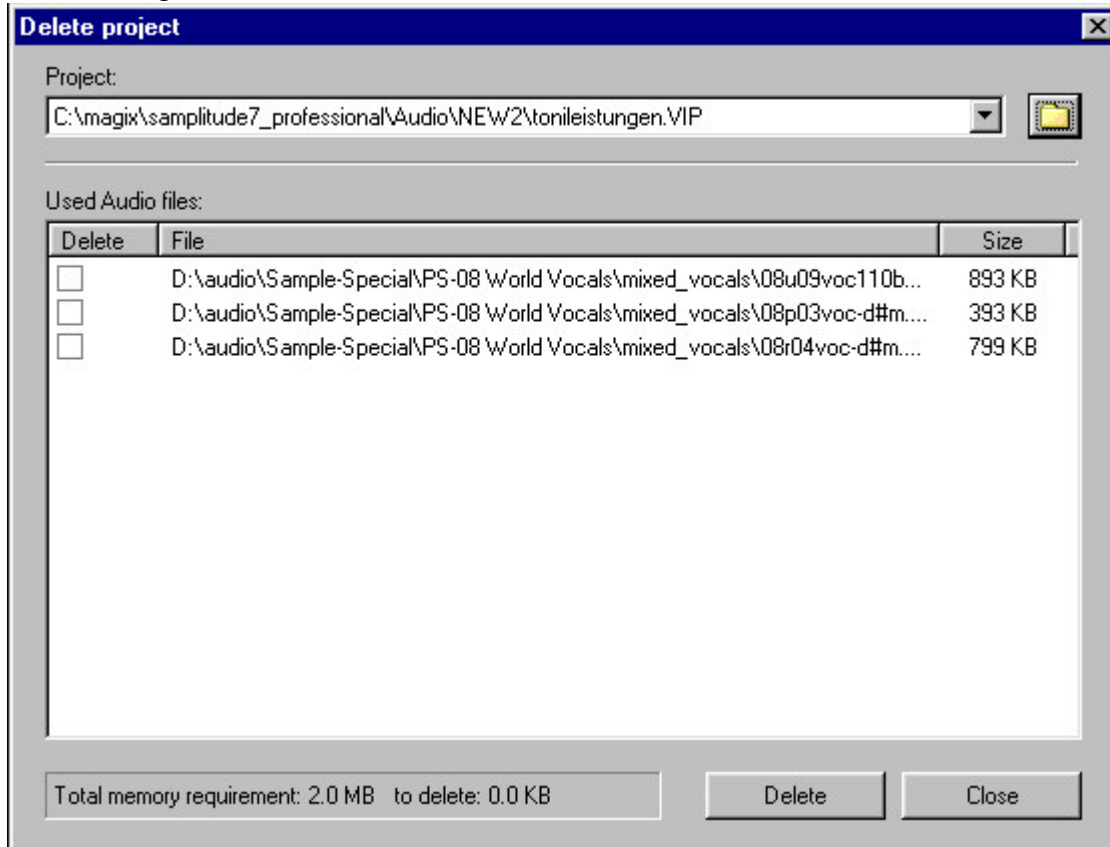 Delete project
Project:
C:\magix\samplitude7_professional\Audio\NEW2\tonileistungen.VIP
Used Audio files:
Delete File Size
D:\audio\Sample-Special\PS-08 World Vocals\mixed_vocals\08u09voc110b... 893 KB
D:\audio\Sample-Special\PS-08 World Vocals\mixed_vocals\08p03voc-d#m.... 393 KB
D:\audio\Sample-Special\PS-08 World Vocals\mixed_vocals\08r04voc-d#m.... 799 KB
Total memory requirement: 2.0 MB to delete: 0.0 KB Delete Close